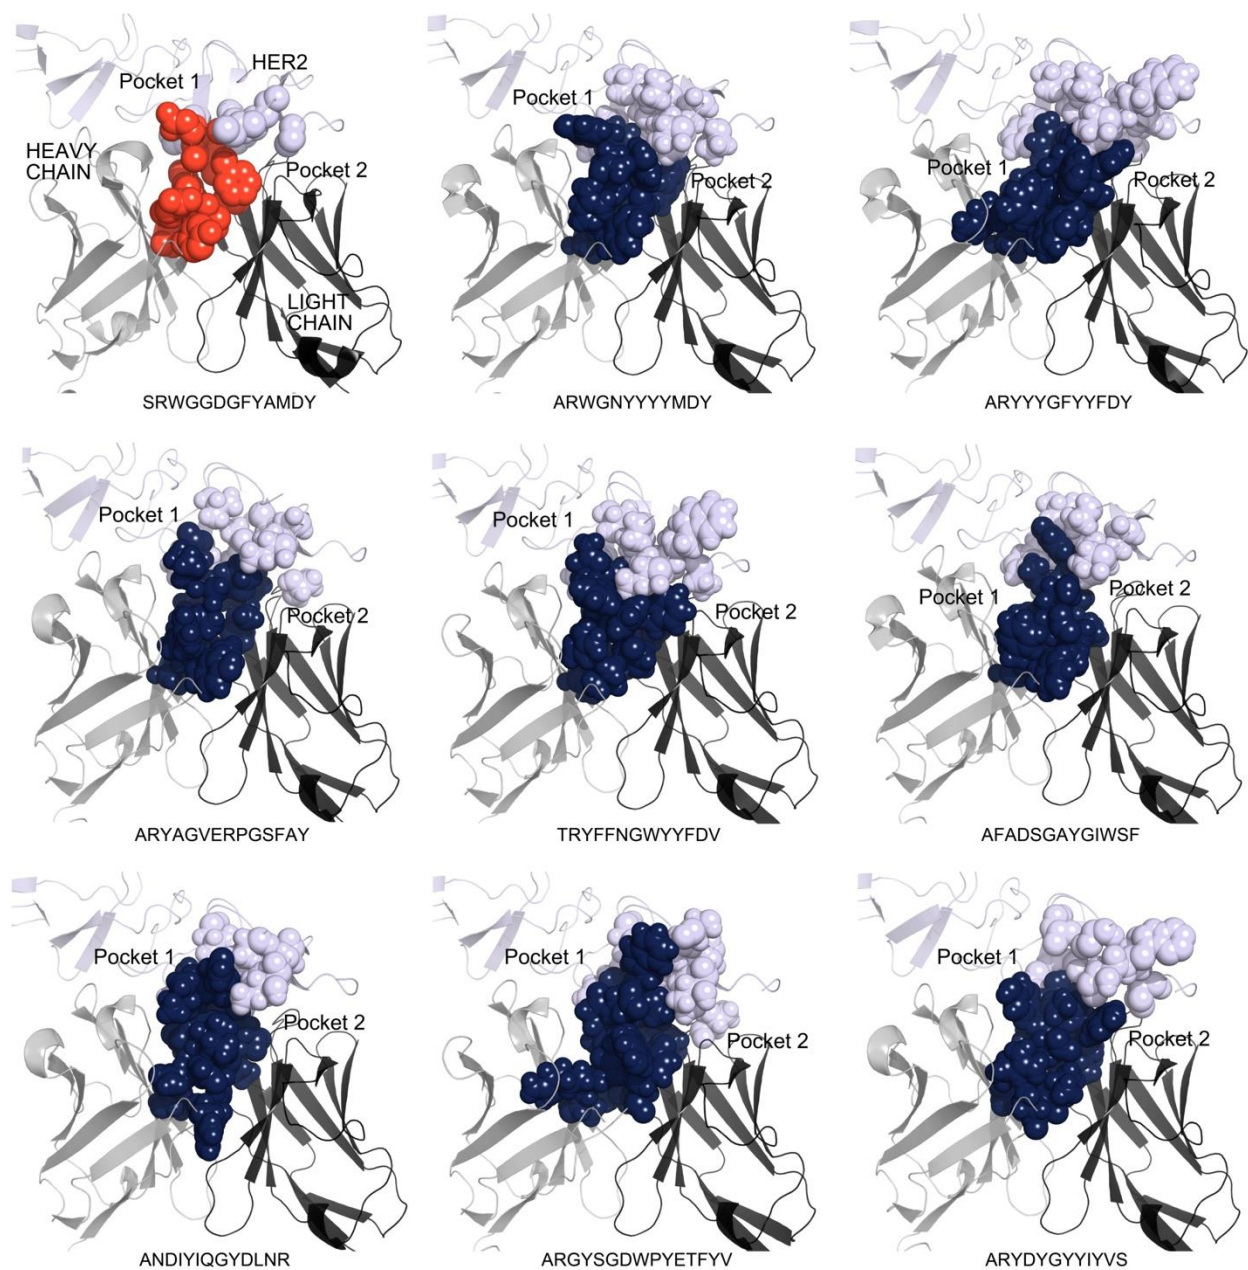 HER2
Pocket 1
HEAVY
CHAIN
Pocket 2
LIGHT
CHAIN
SRWGGDGFYAMDY
Pocket 1
Pocket 2
ARWGNYYYYMDY
Pocket 1
Pocket 2
ARYYYGFYYFDY
Pocket 1
Pocket 2
ARYAGVERPGSFAY
Pocket 1
Pocket 2
TRYFFNGWYYFDV
Pocket 1
Pocket 2
AFADSGAYGIWSF
Pocket 1
Pocket 2
ANDIYIQGYDLNR
Pocket 1
Pocket 2
ARGYSGDWPYETFYV
Pocket 1
Pocket 2
ARYDYGYYIYVS